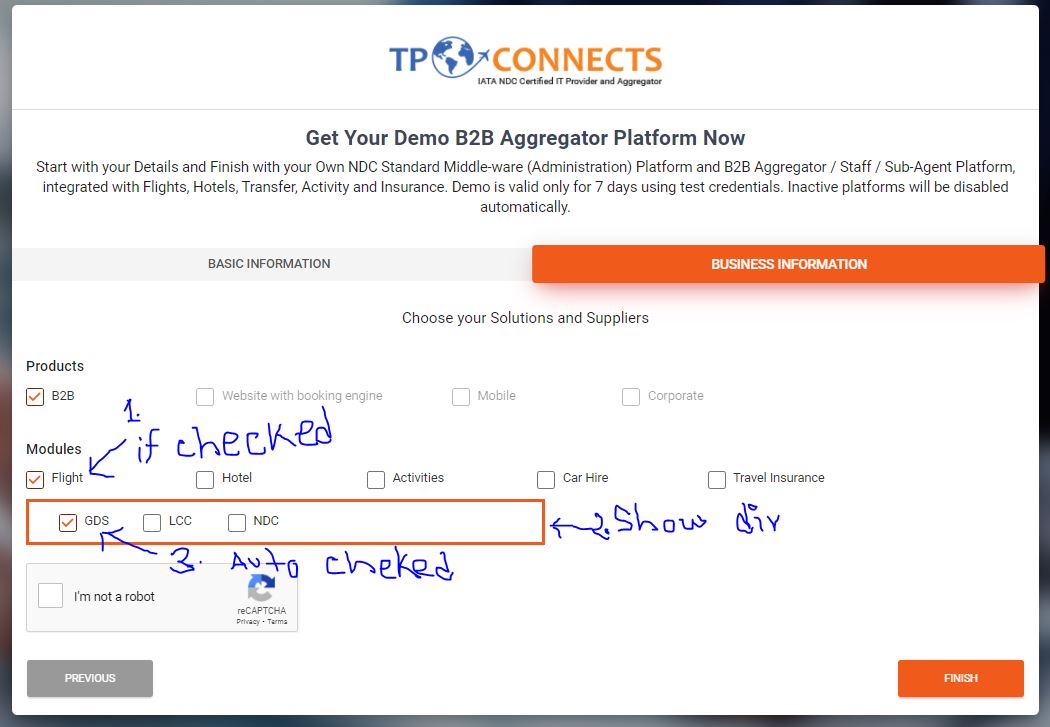 TP CONNECTS
IATA NDC Certified IT Provider and Aggregator
Get Your Demo B2B Aggregator Platform Now
Start with your Details and Finish with your Own NDC Standard Middle-ware (Administration) Platform and B2B Aggregator / Staff / Sub-Agent Platform,
integrated with Flights, Hotels, Transfer, Activity and Insurance. Demo is valid only for 7 days using test credentials. Inactive platforms will be disabled
automatically.
BASIC INFORMATION BUSINESS INFORMATION
Choose your Solutions and Suppliers
Products
B2B Website with booking engine Mobile Corporate
1.
if checked
Modules
Flight Hotel Activities Car Hire Travel Insurance
GDS LCC NDC
2. Show div
3. Auto cheked
I'm not a robot
reCAPTCHA
Privacy - Terms
PREVIOUS FINISH